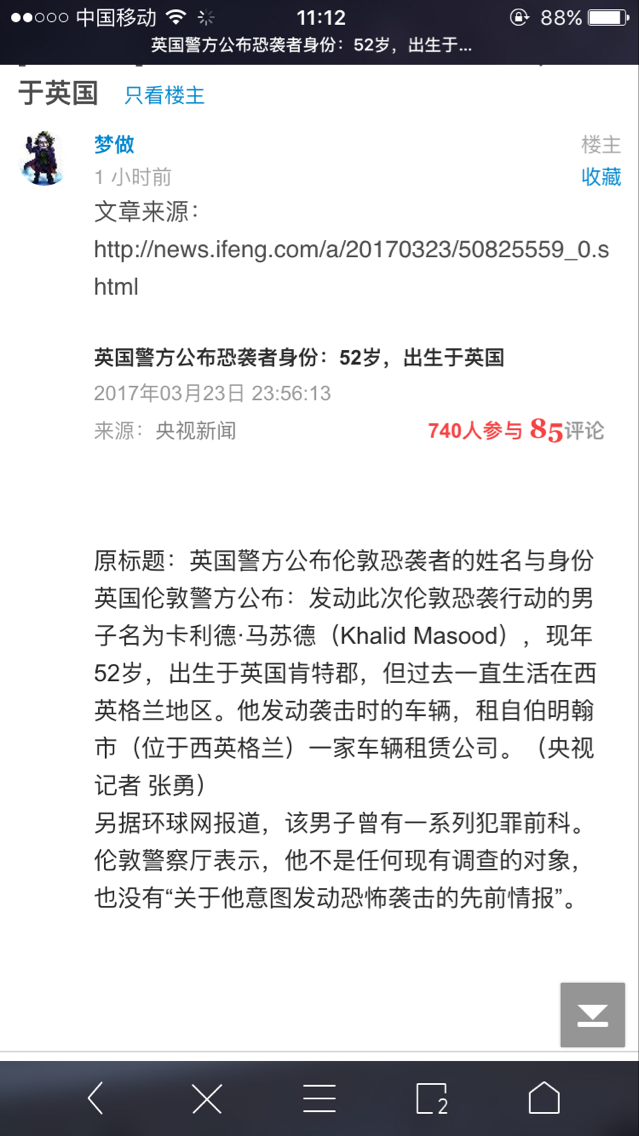 中国移动 11:12 88%
英国警方公布恐袭者身份：52岁，出生于...
于英国 只看楼主
梦做 楼主
1 小时前 收藏
文章来源：
http://news.ifeng.com/a/20170323/50825559_0.s
html
英国警方公布恐袭者身份：52岁，出生于英国
2017年03月23日 23:56:13
来源：央视新闻 740人参与 85评论
原标题：英国警方公布伦敦恐袭者的姓名与身份
英国伦敦警方公布：发动此次伦敦恐袭行动的男
子名为卡利德·马苏德（Khalid Masood），现年
52岁，出生于英国肯特郡，但过去一直生活在西
英格兰地区。他发动袭击时的车辆，租自伯明翰
市（位于西英格兰）一家车辆租赁公司。（央视
记者 张勇）
另据环球网报道，该男子曾有一系列犯罪前科。
伦敦警察厅表示，他不是任何现有调查的对象，
也没有“关于他意图发动恐怖袭击的先前情报”。
2